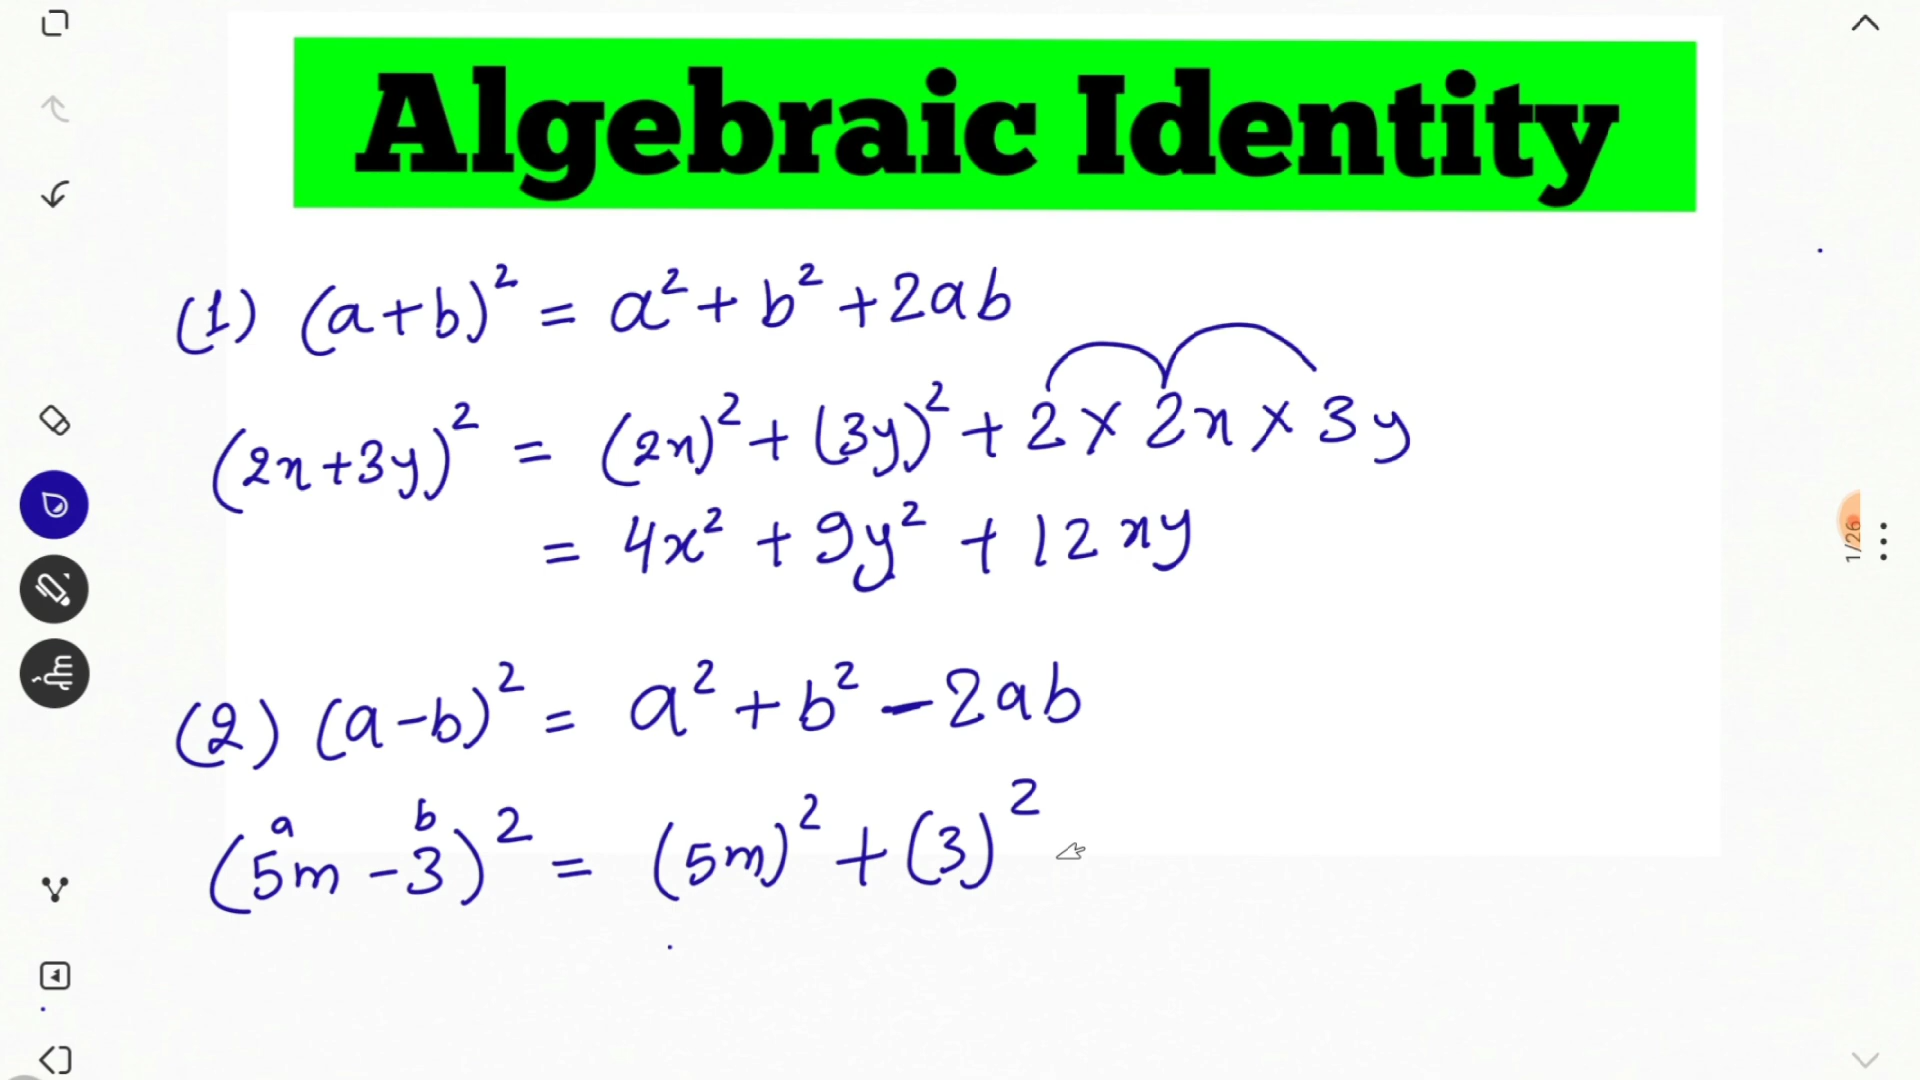 Algebraic Identity
(1) (a+b)² = a² + b² + 2ab
(2x+3y)² = (2x)² + (3y)² + 2 × 2x × 3y
= 4x² + 9y² + 12xy
(2) (a-b)² = a² + b² - 2ab
a b
(5m - 3)² = (5m)² + (3)²
1/26